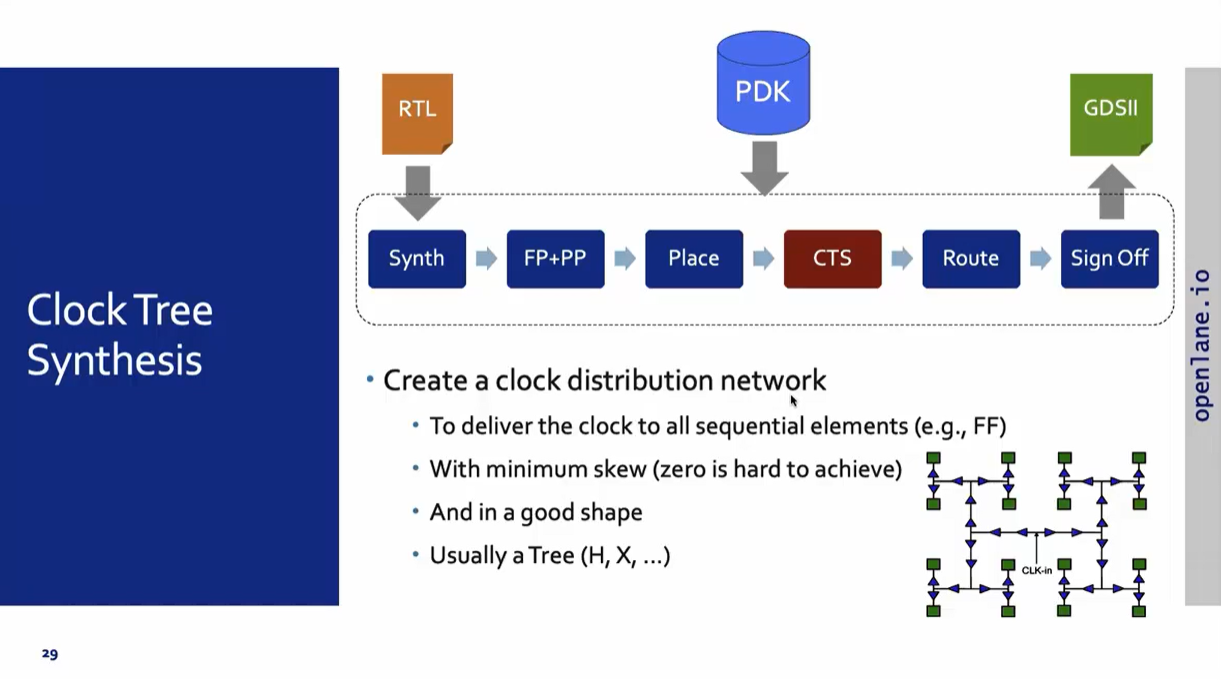 RTL
PDK
GDSII
Synth
FP+PP
Place
CTS
Route
Sign Off
openlane.io
Clock Tree
Synthesis
• Create a clock distribution network
• To deliver the clock to all sequential elements (e.g., FF)
• With minimum skew (zero is hard to achieve)
• And in a good shape
• Usually a Tree (H, X, ...)
CLK-in
29